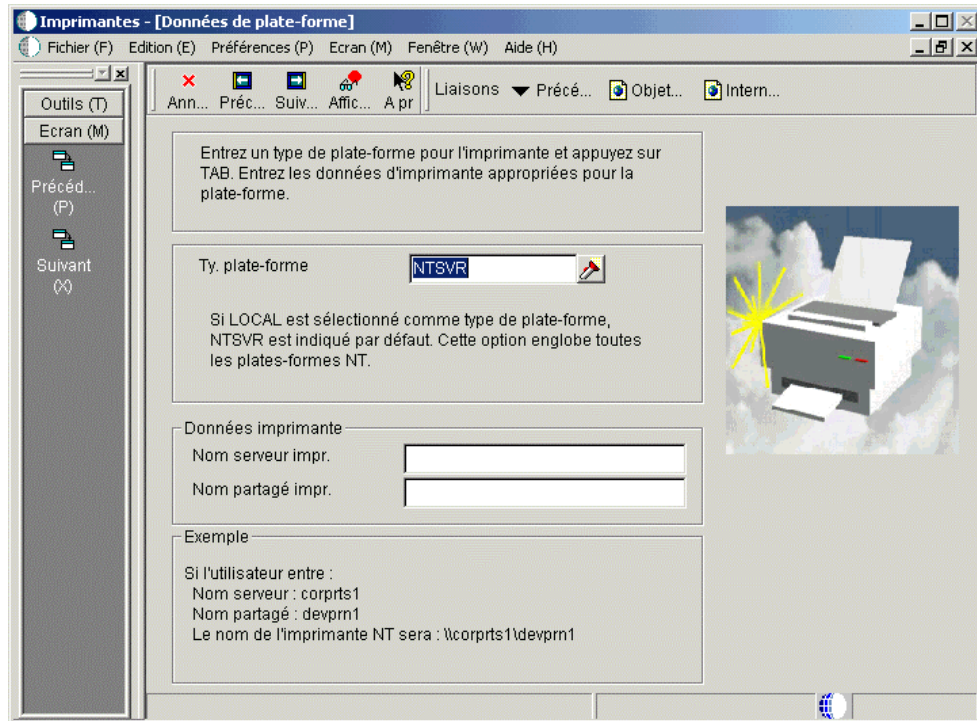 Imprimantes - [Données de plate-forme]
Fichier (F) Edition (E) Préférences (P) Ecran (M) Fenêtre (W) Aide (H)
Outils (T)
Ecran (M)
Précéd...
(P)
Suivant
(X)
Ann... Préc... Suiv... Affic... A pr Liaisons Précé... Objet... Intern...
Entrez un type de plate-forme pour l'imprimante et appuyez sur
TAB. Entrez les données d'imprimante appropriées pour la
plate-forme.
Ty. plate-forme NTSVR
Si LOCAL est sélectionné comme type de plate-forme,
NTSVR est indiqué par défaut. Cette option englobe toutes
les plates-formes NT.
Données imprimante
Nom serveur impr.
Nom partagé impr.
Exemple
Si l'utilisateur entre :
Nom serveur : corprts1
Nom partagé : devprn1
Le nom de l'imprimante NT sera : \\corprts1\devprn1